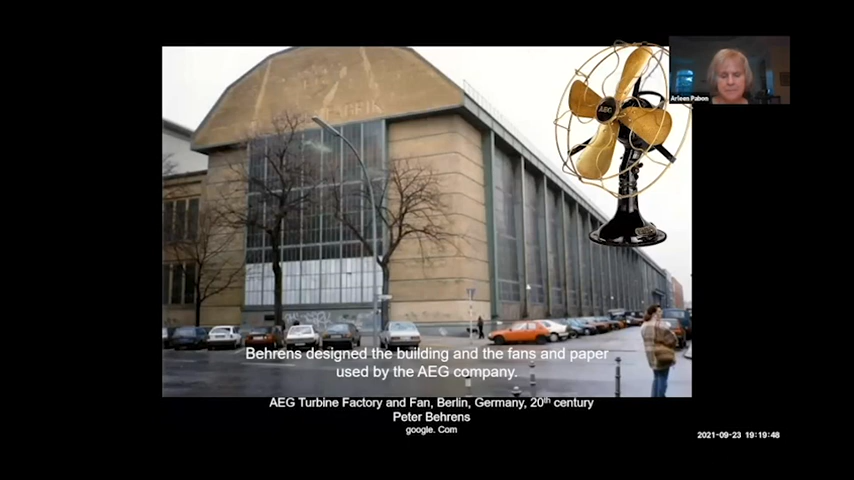 AEG
Arleen Pabon
Behrens designed the building and the fans and paper
used by the AEG company.
AEG Turbine Factory and Fan, Berlin, Germany, 20th century
Peter Behrens
google. Com
2021-09-23 19:19:48